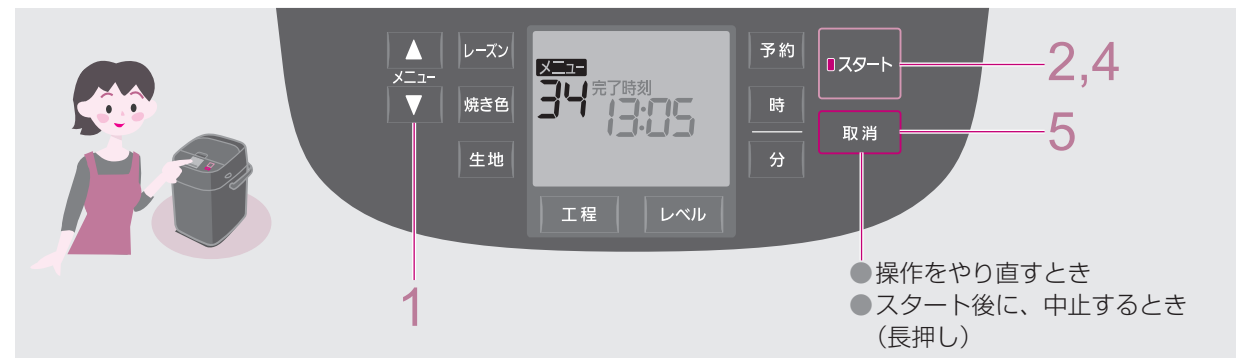 ▲
メニュー
▼
レーズン
焼き色
生地
メニュー
34
完了時刻
13:05
工程
レベル
予約
時
分
スタート
取消
2,4
5
1
●操作をやり直すとき
●スタート後に、中止するとき
（長押し）